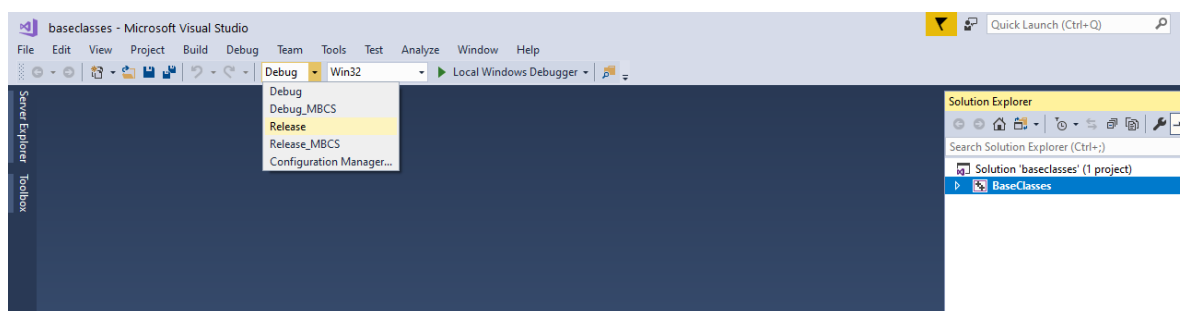 baseclasses - Microsoft Visual Studio
Quick Launch (Ctrl+Q)
File Edit View Project Build Debug Team Tools Test Analyze Window Help
Debug Win32 Local Windows Debugger
Debug
Debug_MBCS
Release
Release_MBCS
Configuration Manager...
Server Explorer
Toolbox
Solution Explorer
Search Solution Explorer (Ctrl+;)
Solution 'baseclasses' (1 project)
BaseClasses